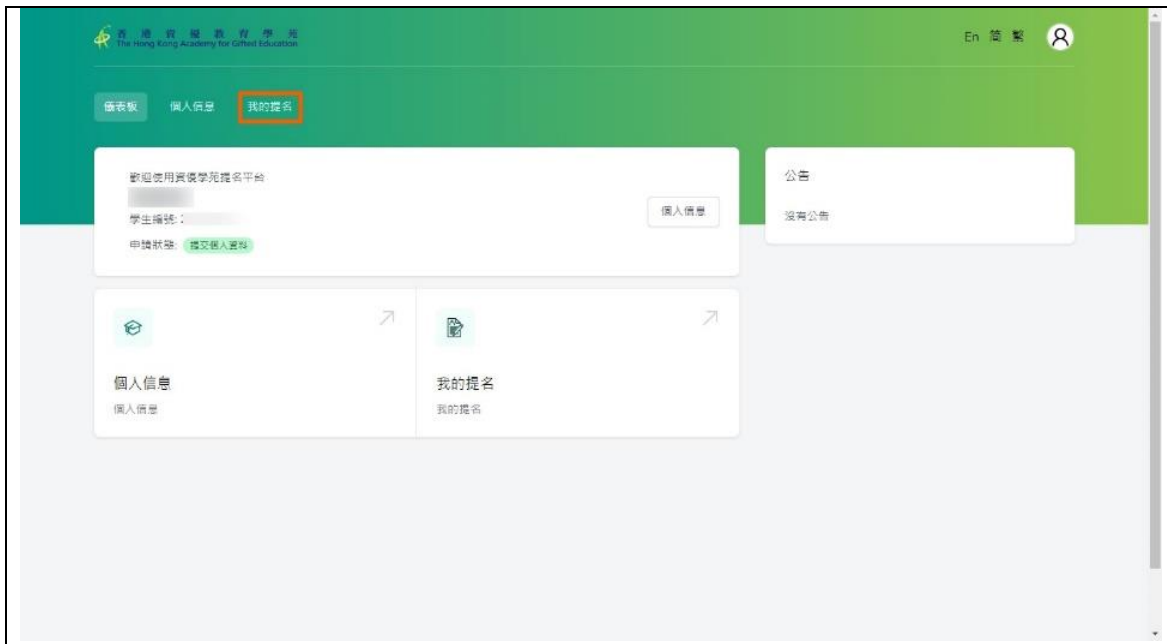 香港資優教育學苑
The Hong Kong Academy for Gifted Education
En 简 繁
儀表板 個人信息 我的提名
歡迎使用資優學苑提名平台
學生編號: 2
申請狀態: 提交個人資料
個人信息
公告
沒有公告
個人信息
個人信息
我的提名
我的提名